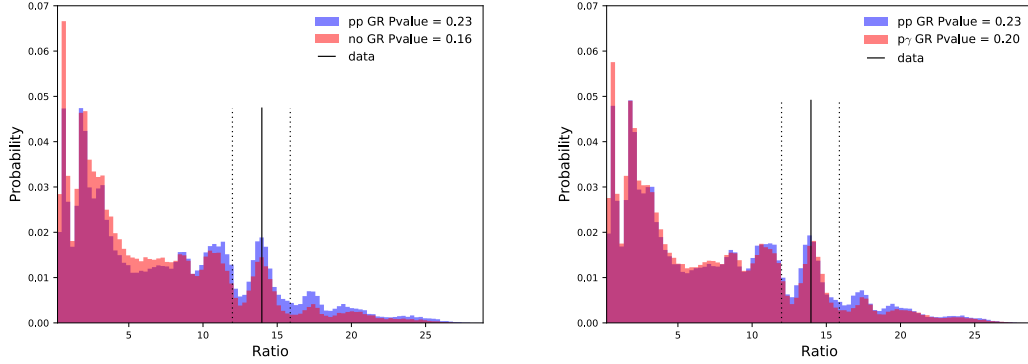 0.07
0.06
0.05
0.04
0.03
0.02
0.01
0.00
Probability
5
10
15
20
25
Ratio
pp GR Pvalue = 0.23
no GR Pvalue = 0.16
data
0.07
0.06
0.05
0.04
0.03
0.02
0.01
0.00
Probability
5
10
15
20
25
Ratio
pp GR Pvalue = 0.23
pγ GR Pvalue = 0.20
data